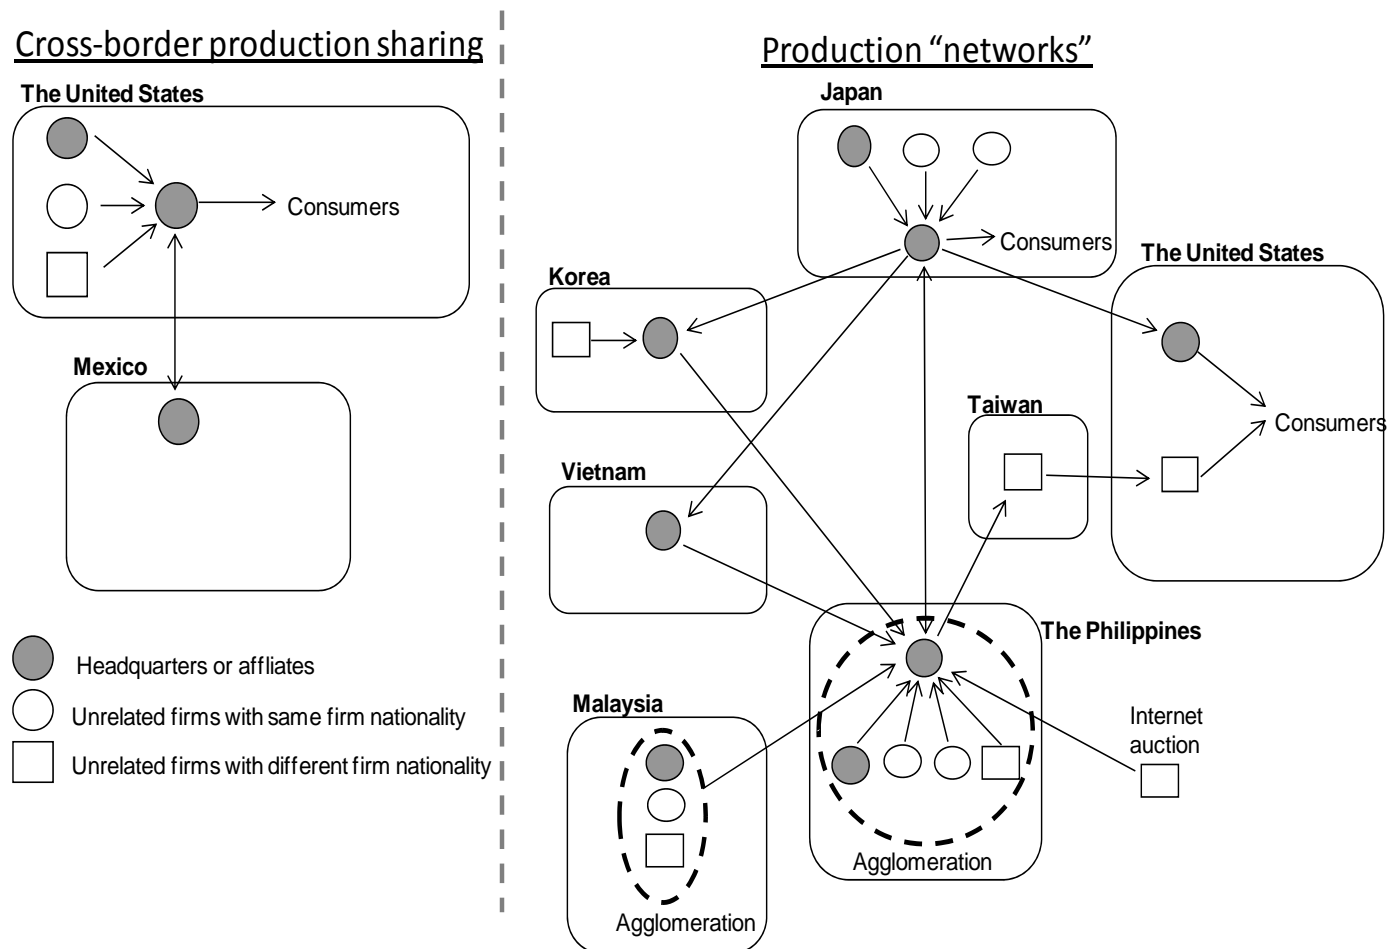 Cross-border production sharing
The United States
Consumers
Mexico
Headquarters or affliates
Unrelated firms with same firm nationality
Unrelated firms with different firm nationality
Production “networks”
Japan
Consumers
The United States
Korea
Consumers
Taiwan
Vietnam
The Philippines
Malaysia
Internet
auction
Agglomeration
Agglomeration